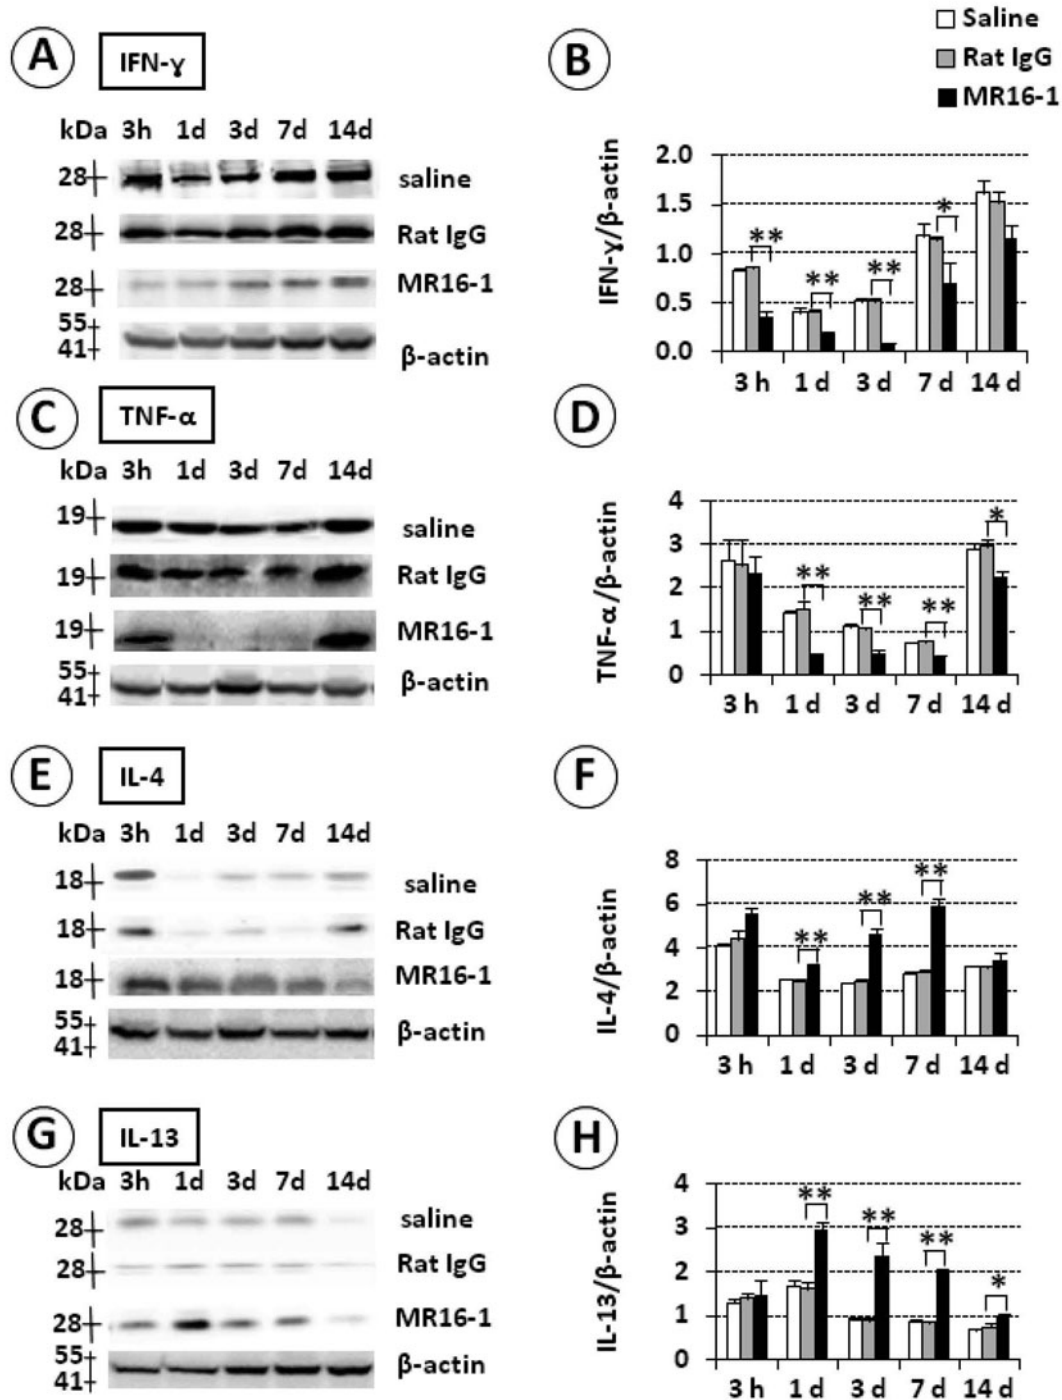 Saline
Rat IgG
MR16-1
A IFN-ɣ
kDa 3h 1d 3d 7d 14d
28 saline
28 Rat IgG
28 MR16-1
55
41 β-actin
B
IFN-ɣ/β-actin
2.0
1.5
1.0
0.5
0.0
** ** ** *
3 h 1 d 3 d 7 d 14 d
C TNF-α
kDa 3h 1d 3d 7d 14d
19 saline
19 Rat IgG
19 MR16-1
55
41 β-actin
D
TNF-α/β-actin
4
3
2
1
0
** ** ** *
3 h 1 d 3 d 7 d 14 d
E IL-4
kDa 3h 1d 3d 7d 14d
18 saline
18 Rat IgG
18 MR16-1
55
41 β-actin
F
IL-4/β-actin
8
6
4
2
0
** ** **
3 h 1 d 3 d 7 d 14 d
G IL-13
kDa 3h 1d 3d 7d 14d
28 saline
28 Rat IgG
28 MR16-1
55
41 β-actin
H
IL-13/β-actin
4
3
2
1
0
** ** ** *
3 h 1 d 3 d 7 d 14 d